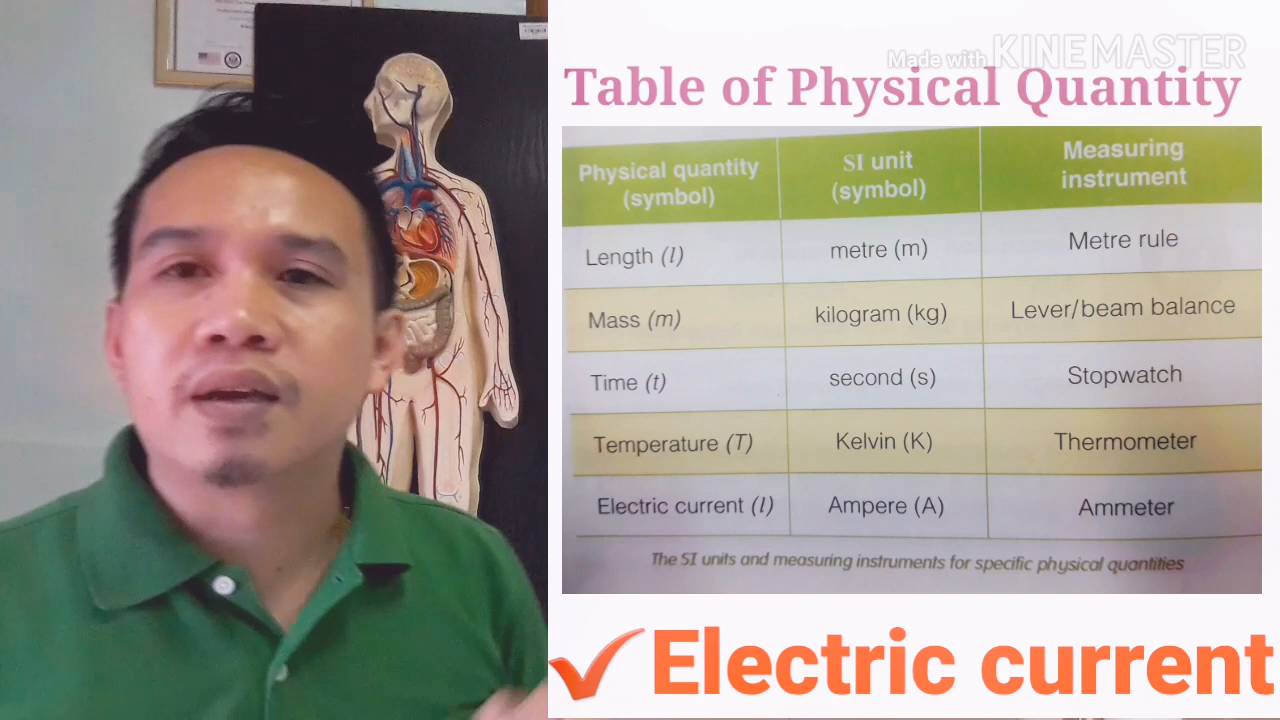 Made with KINEMASTER
Table of Physical Quantity
Physical quantity (symbol) SI unit (symbol) Measuring instrument
Length (l) metre (m) Metre rule
Mass (m) kilogram (kg) Lever/beam balance
Time (t) second (s) Stopwatch
Temperature (T) Kelvin (K) Thermometer
Electric current (I) Ampere (A) Ammeter
The SI units and measuring instruments for specific physical quantities
✓ Electric current